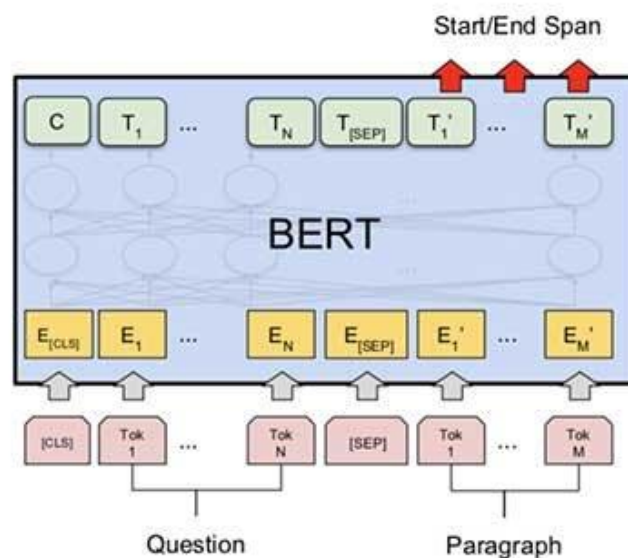 Start/End Span
C T1 ... TN T[SEP] T1' ... TM'
BERT
E[CLS] E1 ... EN E[SEP] E1' ... EM'
[CLS] Tok 1 ... Tok N [SEP] Tok 1 ... Tok M
Question Paragraph